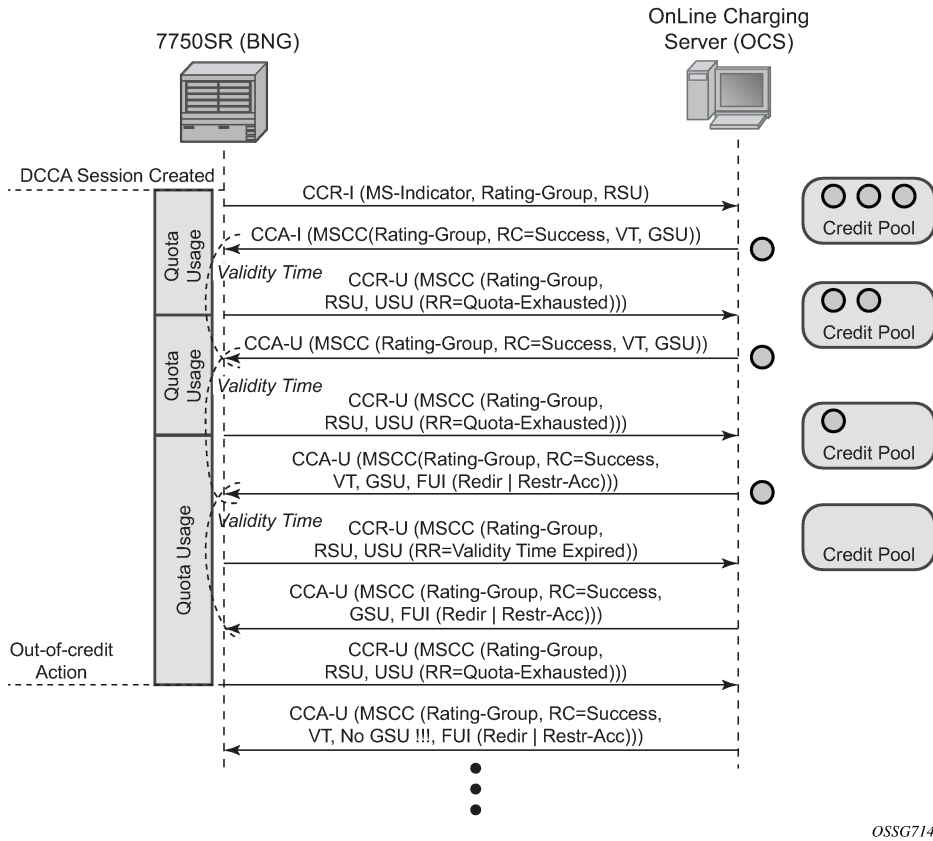 OnLine Charging
Server (OCS)
7750SR (BNG)
DCCA Session Created
CCR-I (MS-Indicator, Rating-Group, RSU)
Credit Pool
Quota
Usage
CCA-I (MSCC(Rating-Group, RC=Success, VT, GSU))
Validity Time
CCR-U (MSCC (Rating-Group,
RSU, USU (RR=Quota-Exhausted)))
Credit Pool
Quota
Usage
CCA-U (MSCC (Rating-Group, RC=Success, VT, GSU))
Validity Time
CCR-U (MSCC (Rating-Group,
RSU, USU (RR=Quota-Exhausted)))
Credit Pool
CCA-U (MSCC(Rating-Group, RC=Success,
VT, GSU, FUI (Redir | Restr-Acc)))
Validity Time
Quota Usage
CCR-U (MSCC (Rating-Group,
RSU, USU (RR=Validity Time Expired))
Credit Pool
CCA-U (MSCC (Rating-Group, RC=Success,
GSU, FUI (Redir | Restr-Acc)))
Out-of-credit
Action
CCR-U (MSCC (Rating-Group,
RSU, USU (RR=Quota-Exhausted)))
CCA-U (MSCC (Rating-Group, RC=Success,
VT, No GSU !!!, FUI (Redir | Restr-Acc)))
OSSG714